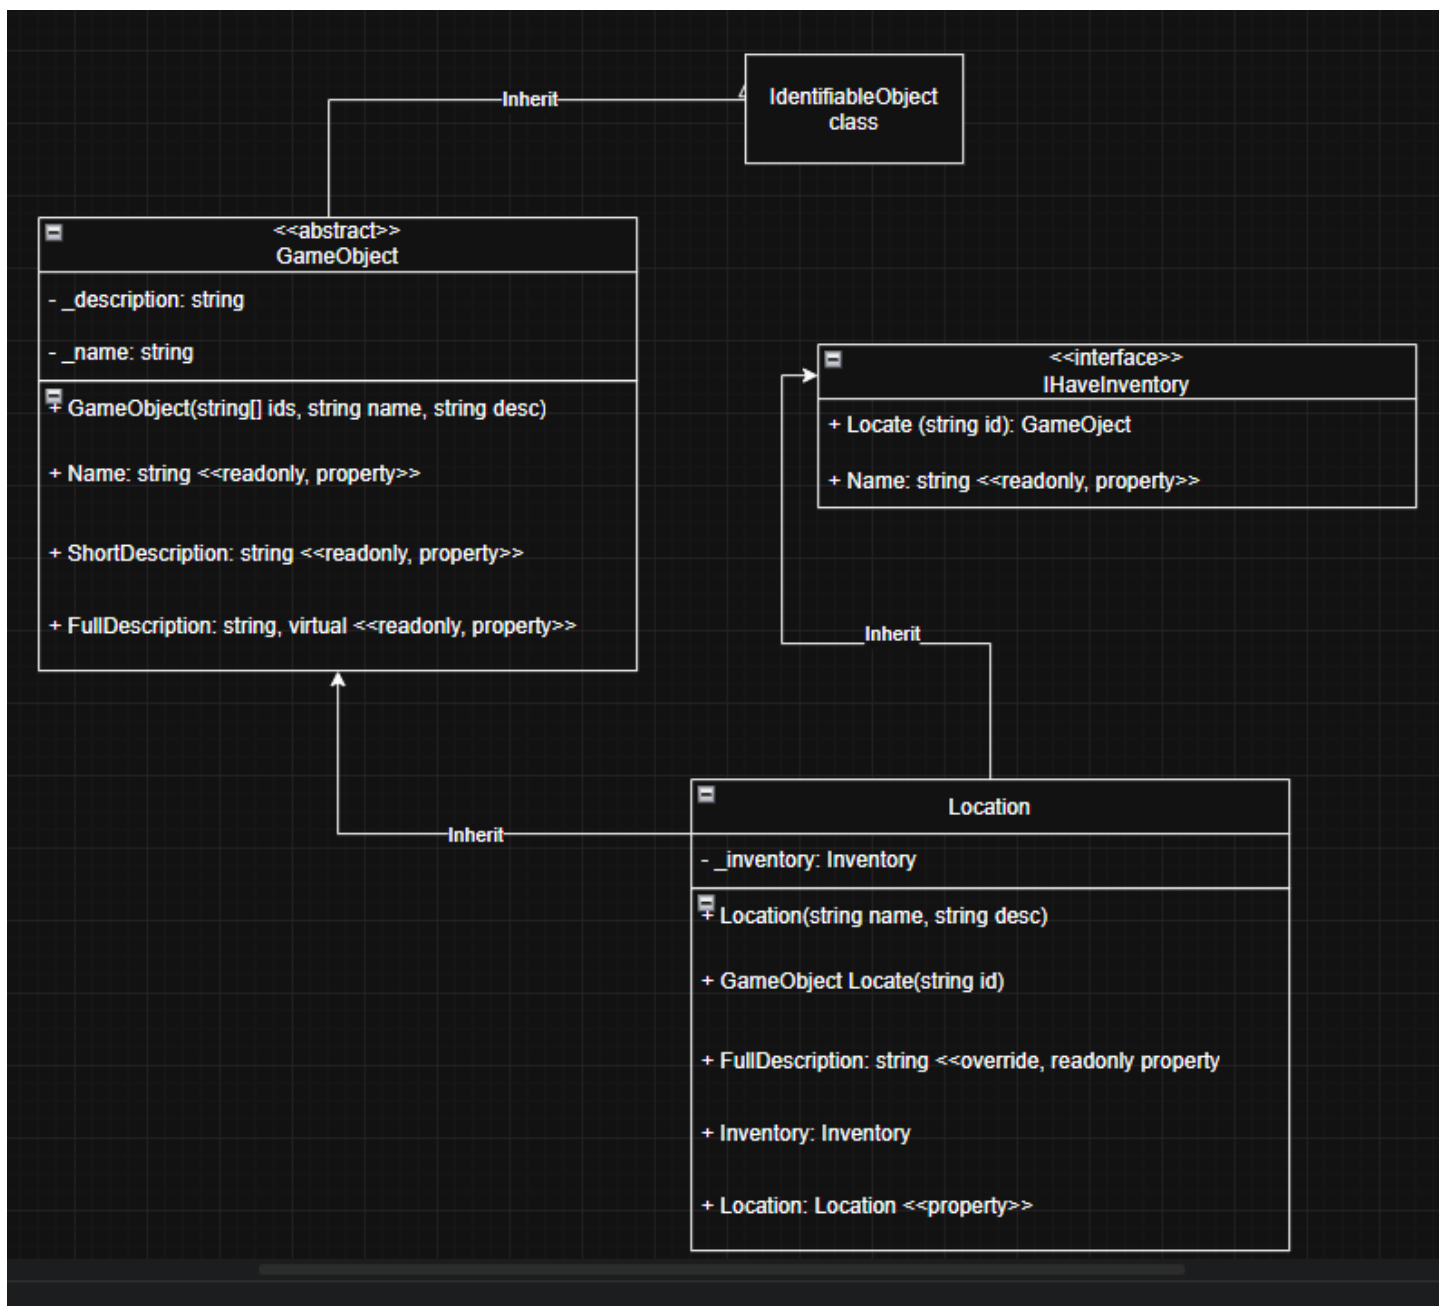 Inherit
IdentifiableObject
class
<<abstract>>
GameObject
- _description: string
- _name: string
+ GameObject(string[] ids, string name, string desc)
+ Name: string <<readonly, property>>
+ ShortDescription: string <<readonly, property>>
+ FullDescription: string, virtual <<readonly, property>>
<<interface>>
IHaveInventory
+ Locate (string id): GameOject
+ Name: string <<readonly, property>>
Inherit
Inherit
Location
- _inventory: Inventory
+ Location(string name, string desc)
+ GameObject Locate(string id)
+ FullDescription: string <<override, readonly property
+ Inventory: Inventory
+ Location: Location <<property>>